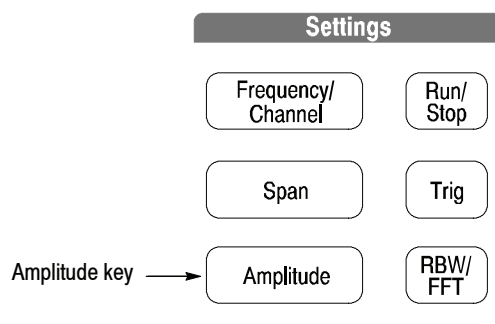 Settings
Frequency/
Channel
Run/
Stop
Span
Trig
Amplitude key
Amplitude
RBW/
FFT